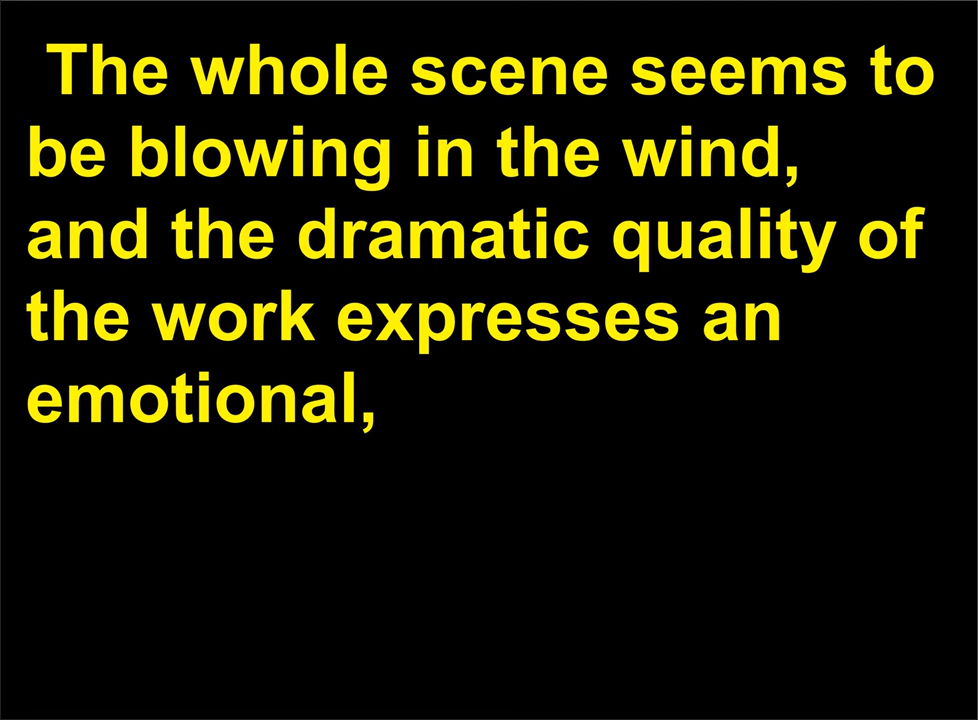 The whole scene seems to
be blowing in the wind,
and the dramatic quality of
the work expresses an
emotional,